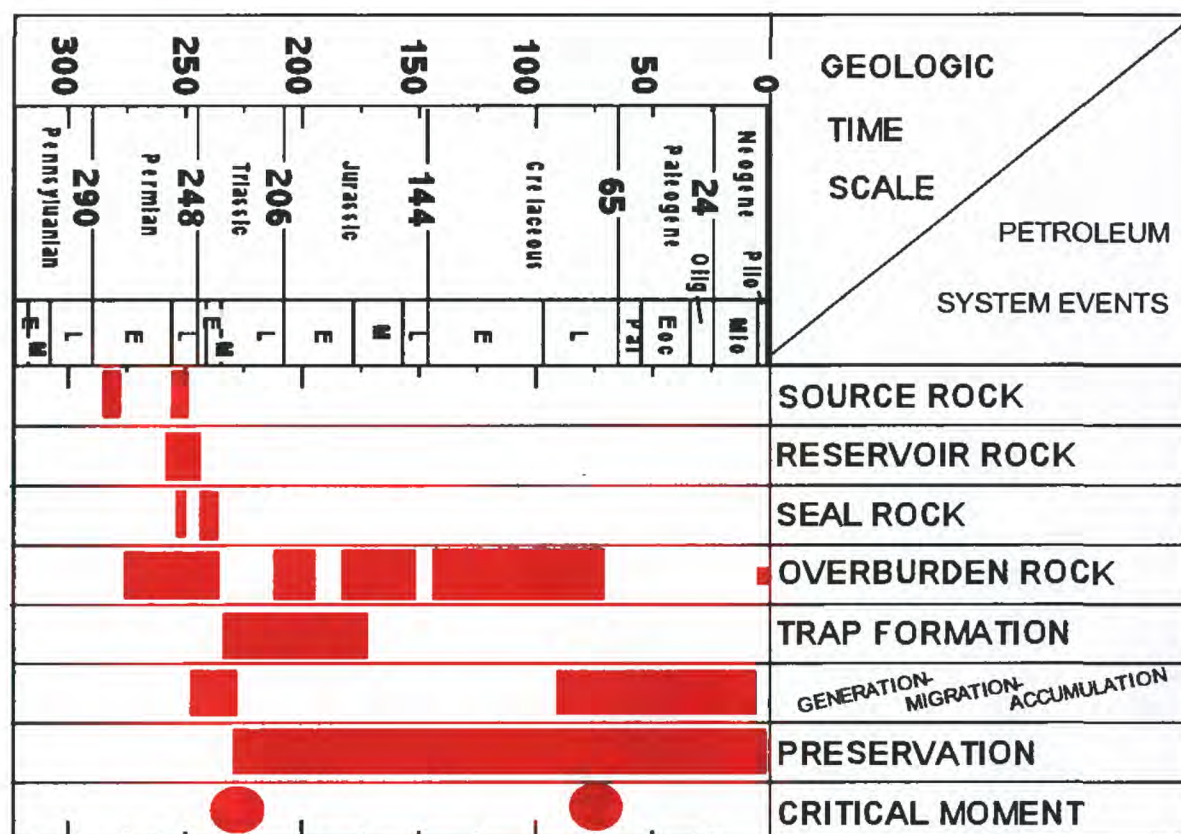 300 250 200 150 100 50 0
GEOLOGIC
TIME
SCALE
PETROLEUM
SYSTEM EVENTS
Pennsyluanian
290
Permian
248
Triassic
206
Jurassic
144
Crelaceous
65
Paleogene
24
Neogene
Olig
Plio
E-M L E L E-M L E M L E L Pal Eoc Mio
SOURCE ROCK
RESERVOIR ROCK
SEAL ROCK
OVERBURDEN ROCK
TRAP FORMATION
GENERATION-
MIGRATION-
ACCUMULATION
PRESERVATION
CRITICAL MOMENT